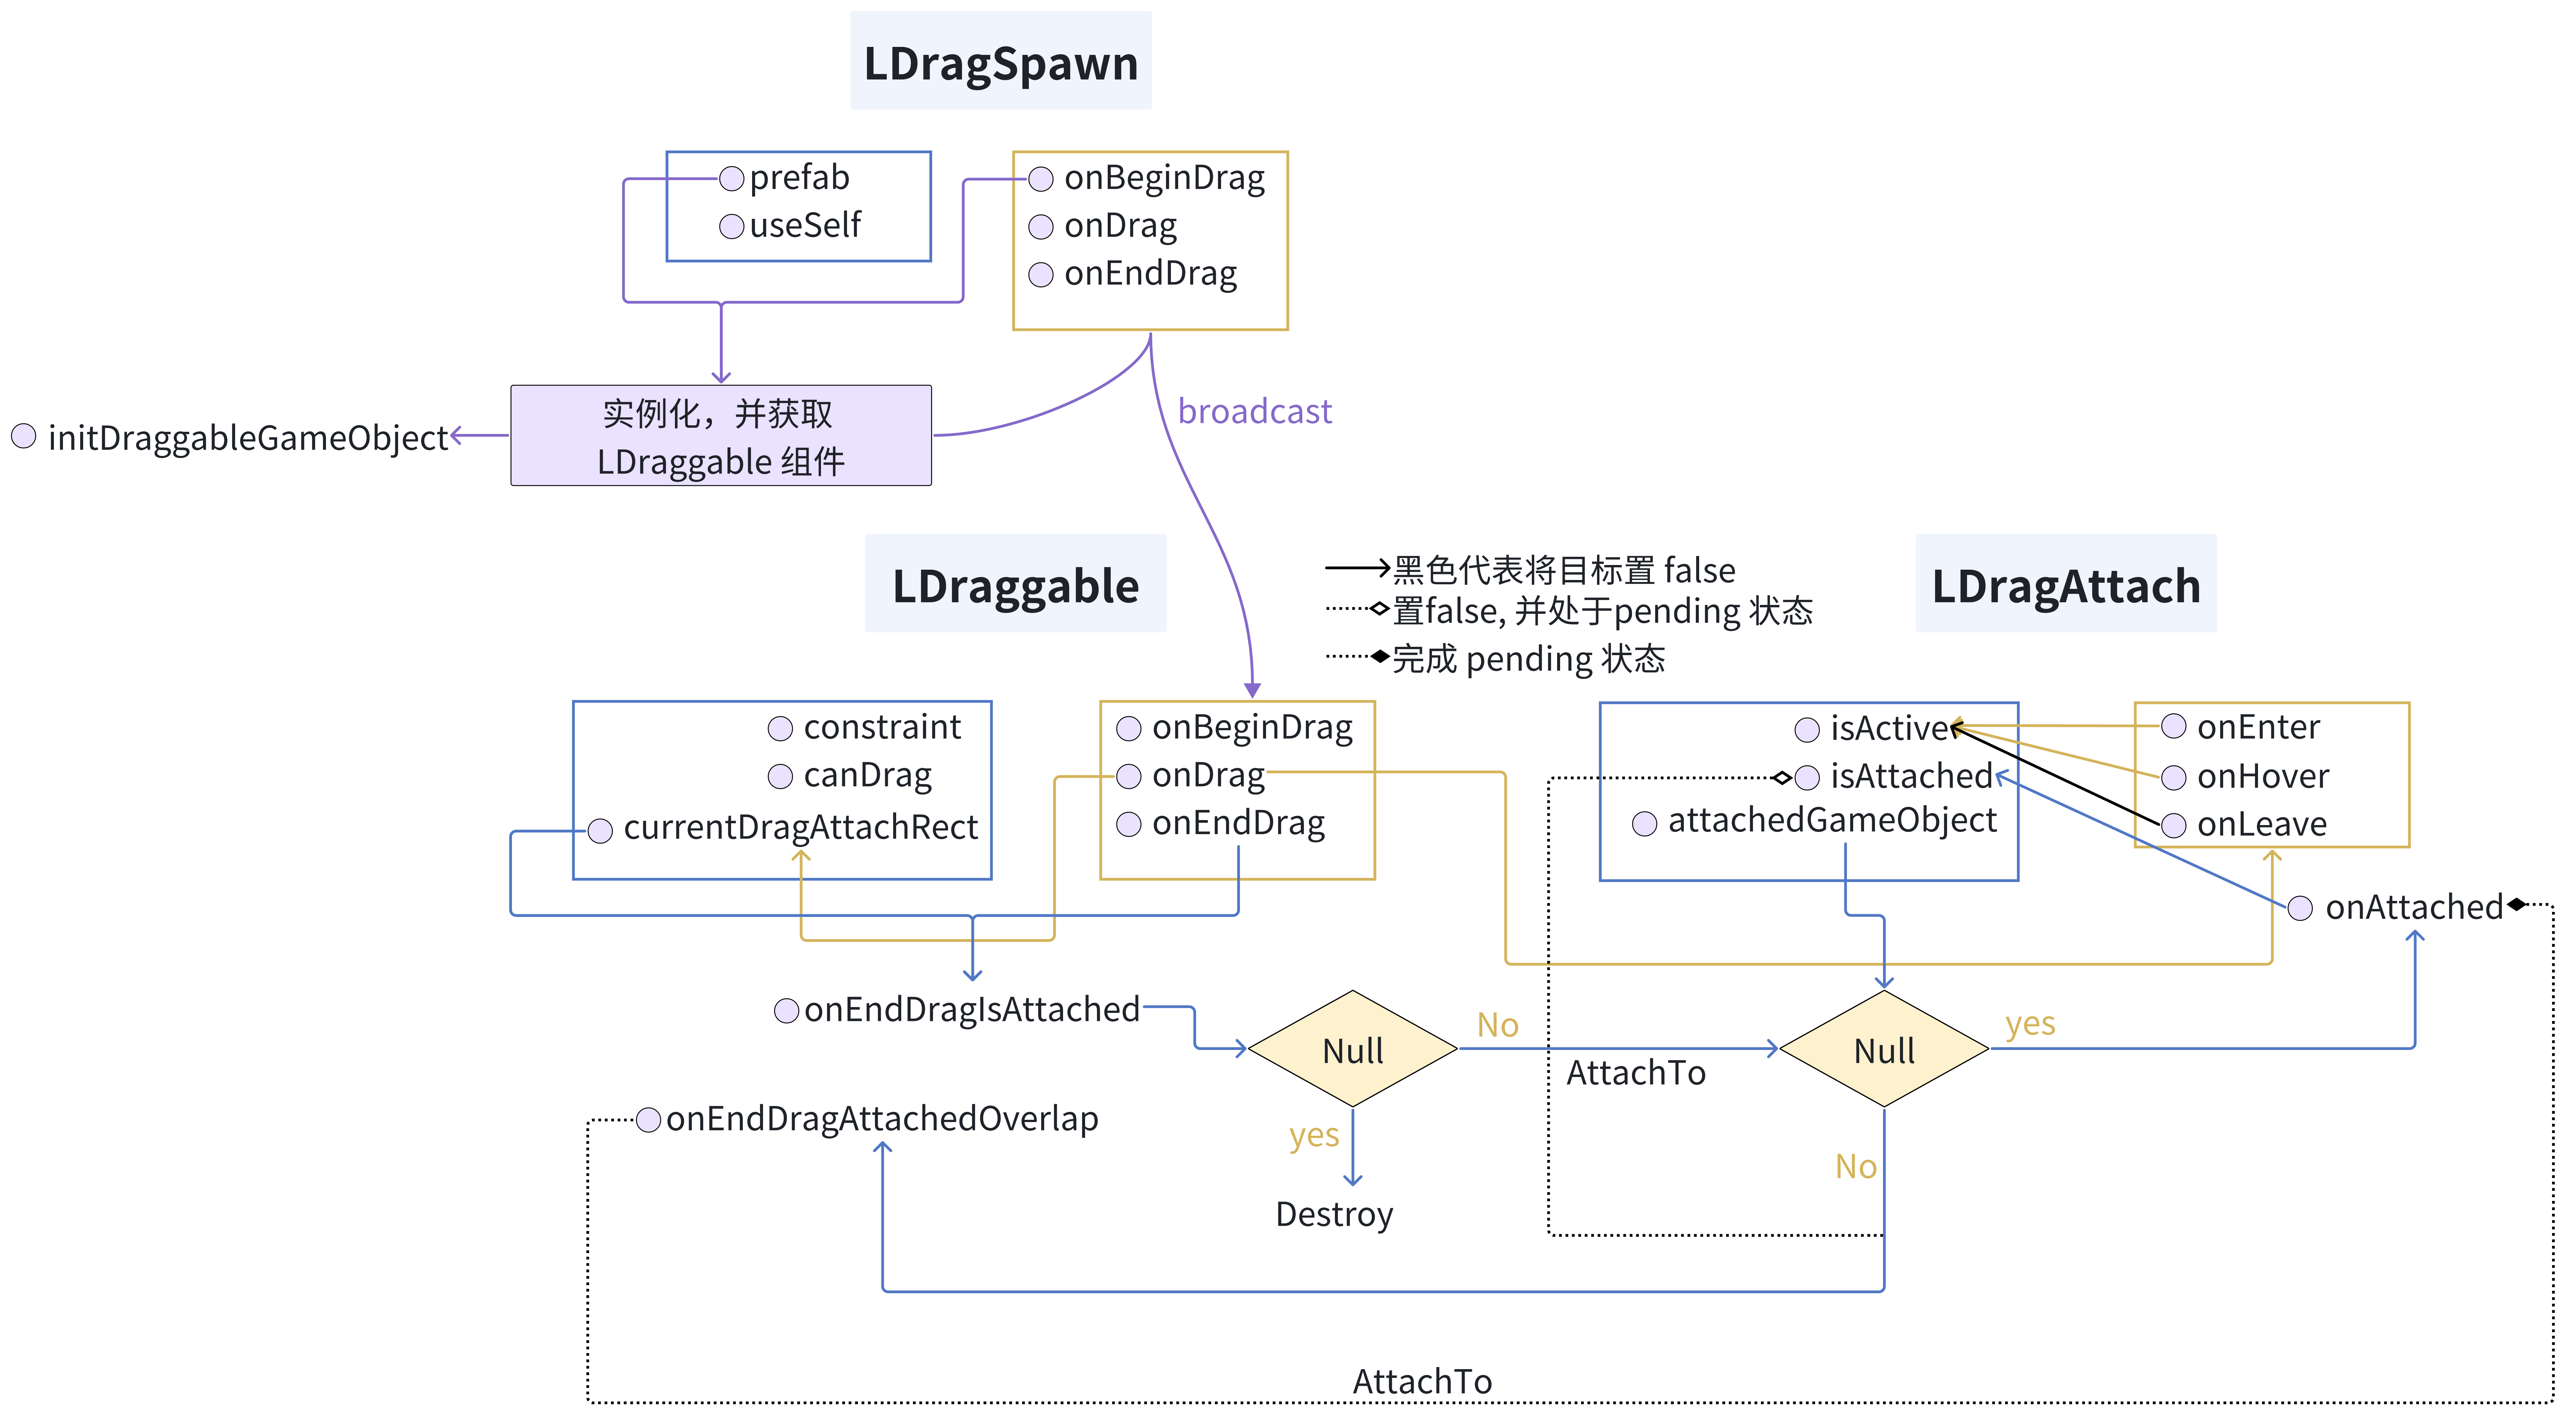 LDragSpawn
prefab
useSelf
onBeginDrag
onDrag
onEndDrag
实例化，并获取
LDraggable 组件
initDraggableGameObject
broadcast
LDraggable
黑色代表将目标置 false
置false, 并处于pending 状态
完成 pending 状态
LDragAttach
constraint
canDrag
currentDragAttachRect
onBeginDrag
onDrag
onEndDrag
isActive
isAttached
attachedGameObject
onEnter
onHover
onLeave
onAttached
onEndDragIsAttached
Null
No
AttachTo
Null
yes
onEndDragAttachedOverlap
yes
No
Destroy
AttachTo